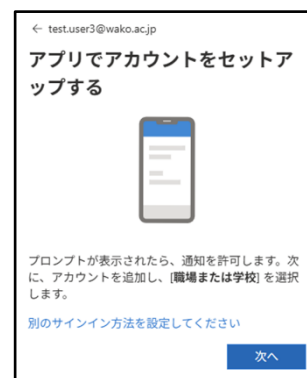 ← test.user3@wako.ac.jp
アプリでアカウントをセットア
ップする
プロンプトが表示されたら、通知を許可します。次
に、アカウントを追加し、[職場または学校] を選択
します。
別のサインイン方法を設定してください
次へ